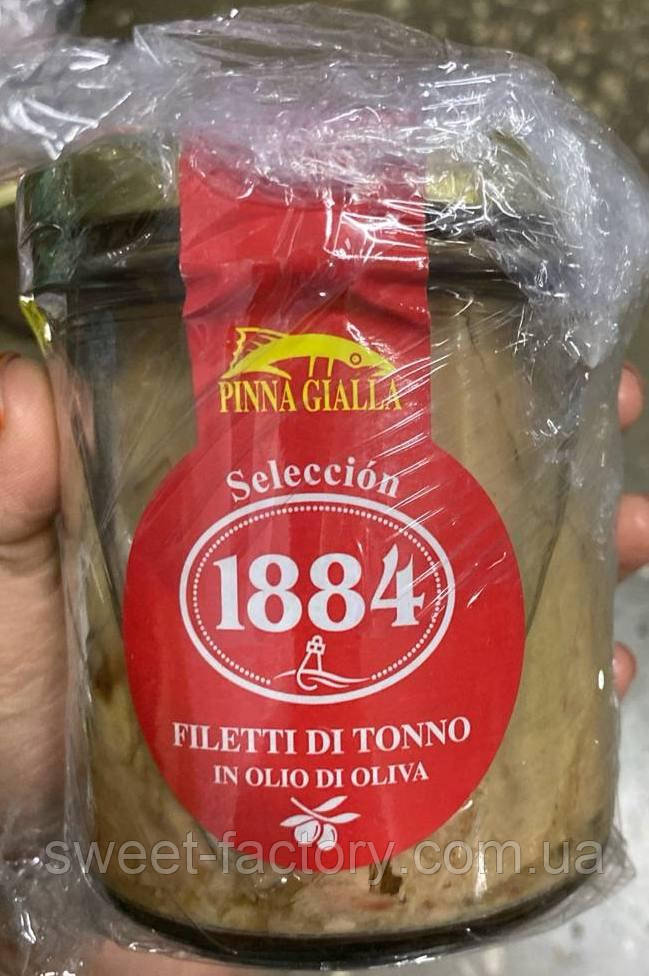 PINNA GIALLA
Selección
1884
FILETTI DI TONNO
IN OLIO DI OLIVA
sweet-factory.com.ua